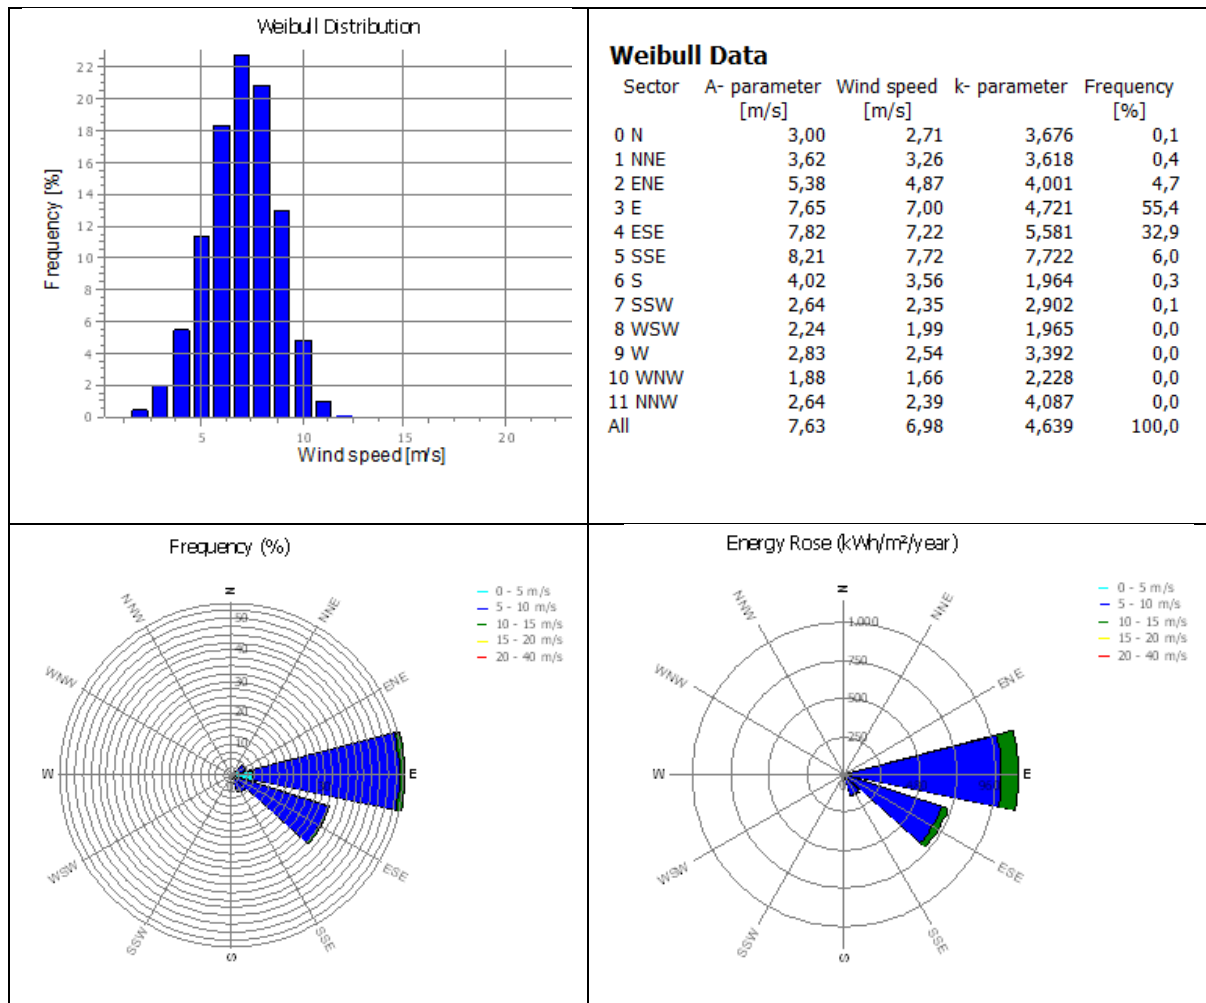 Weibull Distribution
Frequency [%]
22
20
18
16
14
12
10
8
6
4
2
0
5 10 15 20
Wind speed [m/s]
Weibull Data
Sector A- parameter Wind speed k- parameter Frequency
[m/s] [m/s] [%]
0 N 3,00 2,71 3,676 0,1
1 NNE 3,62 3,26 3,618 0,4
2 ENE 5,38 4,87 4,001 4,7
3 E 7,65 7,00 4,721 55,4
4 ESE 7,82 7,22 5,581 32,9
5 SSE 8,21 7,72 7,722 6,0
6 S 4,02 3,56 1,964 0,3
7 SSW 2,64 2,35 2,902 0,1
8 WSW 2,24 1,99 1,965 0,0
9 W 2,83 2,54 3,392 0,0
10 WNW 1,88 1,66 2,228 0,0
11 NNW 2,64 2,39 4,087 0,0
All 7,63 6,98 4,639 100,0
Frequency (%)
0 - 5 m/s
5 - 10 m/s
10 - 15 m/s
15 - 20 m/s
20 - 40 m/s
N
NNW NNE
50
40
WNW ENE
30
20
10
W E
WSW ESE
SSW SSE
S
Energy Rose (kWh/m²/year)
0 - 5 m/s
5 - 10 m/s
10 - 15 m/s
15 - 20 m/s
20 - 40 m/s
N
NNW NNE
1,000
750
WNW ENE
500
250
W E
WSW ESE
SSW SSE
S